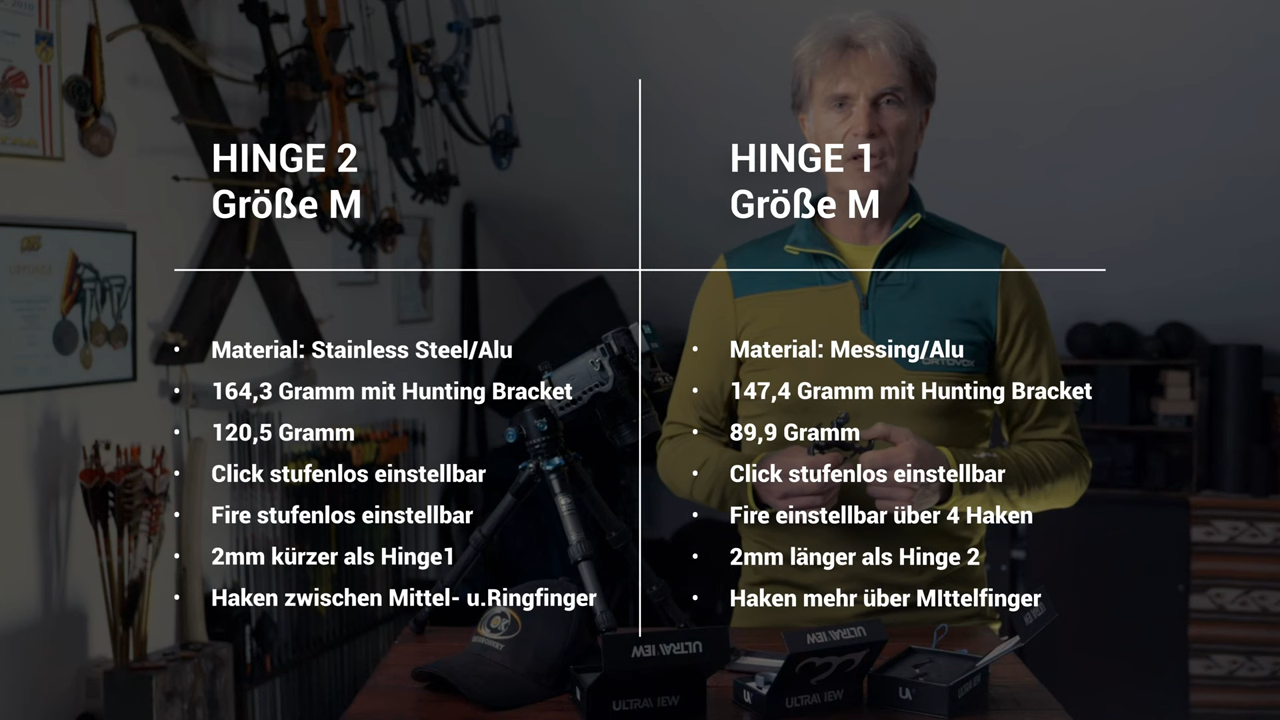 HINGE 2
Größe M
Material: Stainless Steel/Alu
164,3 Gramm mit Hunting Bracket
120,5 Gramm
Click stufenlos einstellbar
Fire stufenlos einstellbar
2mm kürzer als Hinge1
Haken zwischen Mittel- u.Ringfinger
HINGE 1
Größe M
Material: Messing/Alu
147,4 Gramm mit Hunting Bracket
89,9 Gramm
Click stufenlos einstellbar
Fire einstellbar über 4 Haken
2mm länger als Hinge 2
Haken mehr über MIttelfinger
ORTOVOX
URKUNDE
OK
ULTRAVIEW
ULTRAVIEW
ULTRAVIEW
ULTRAVIEW